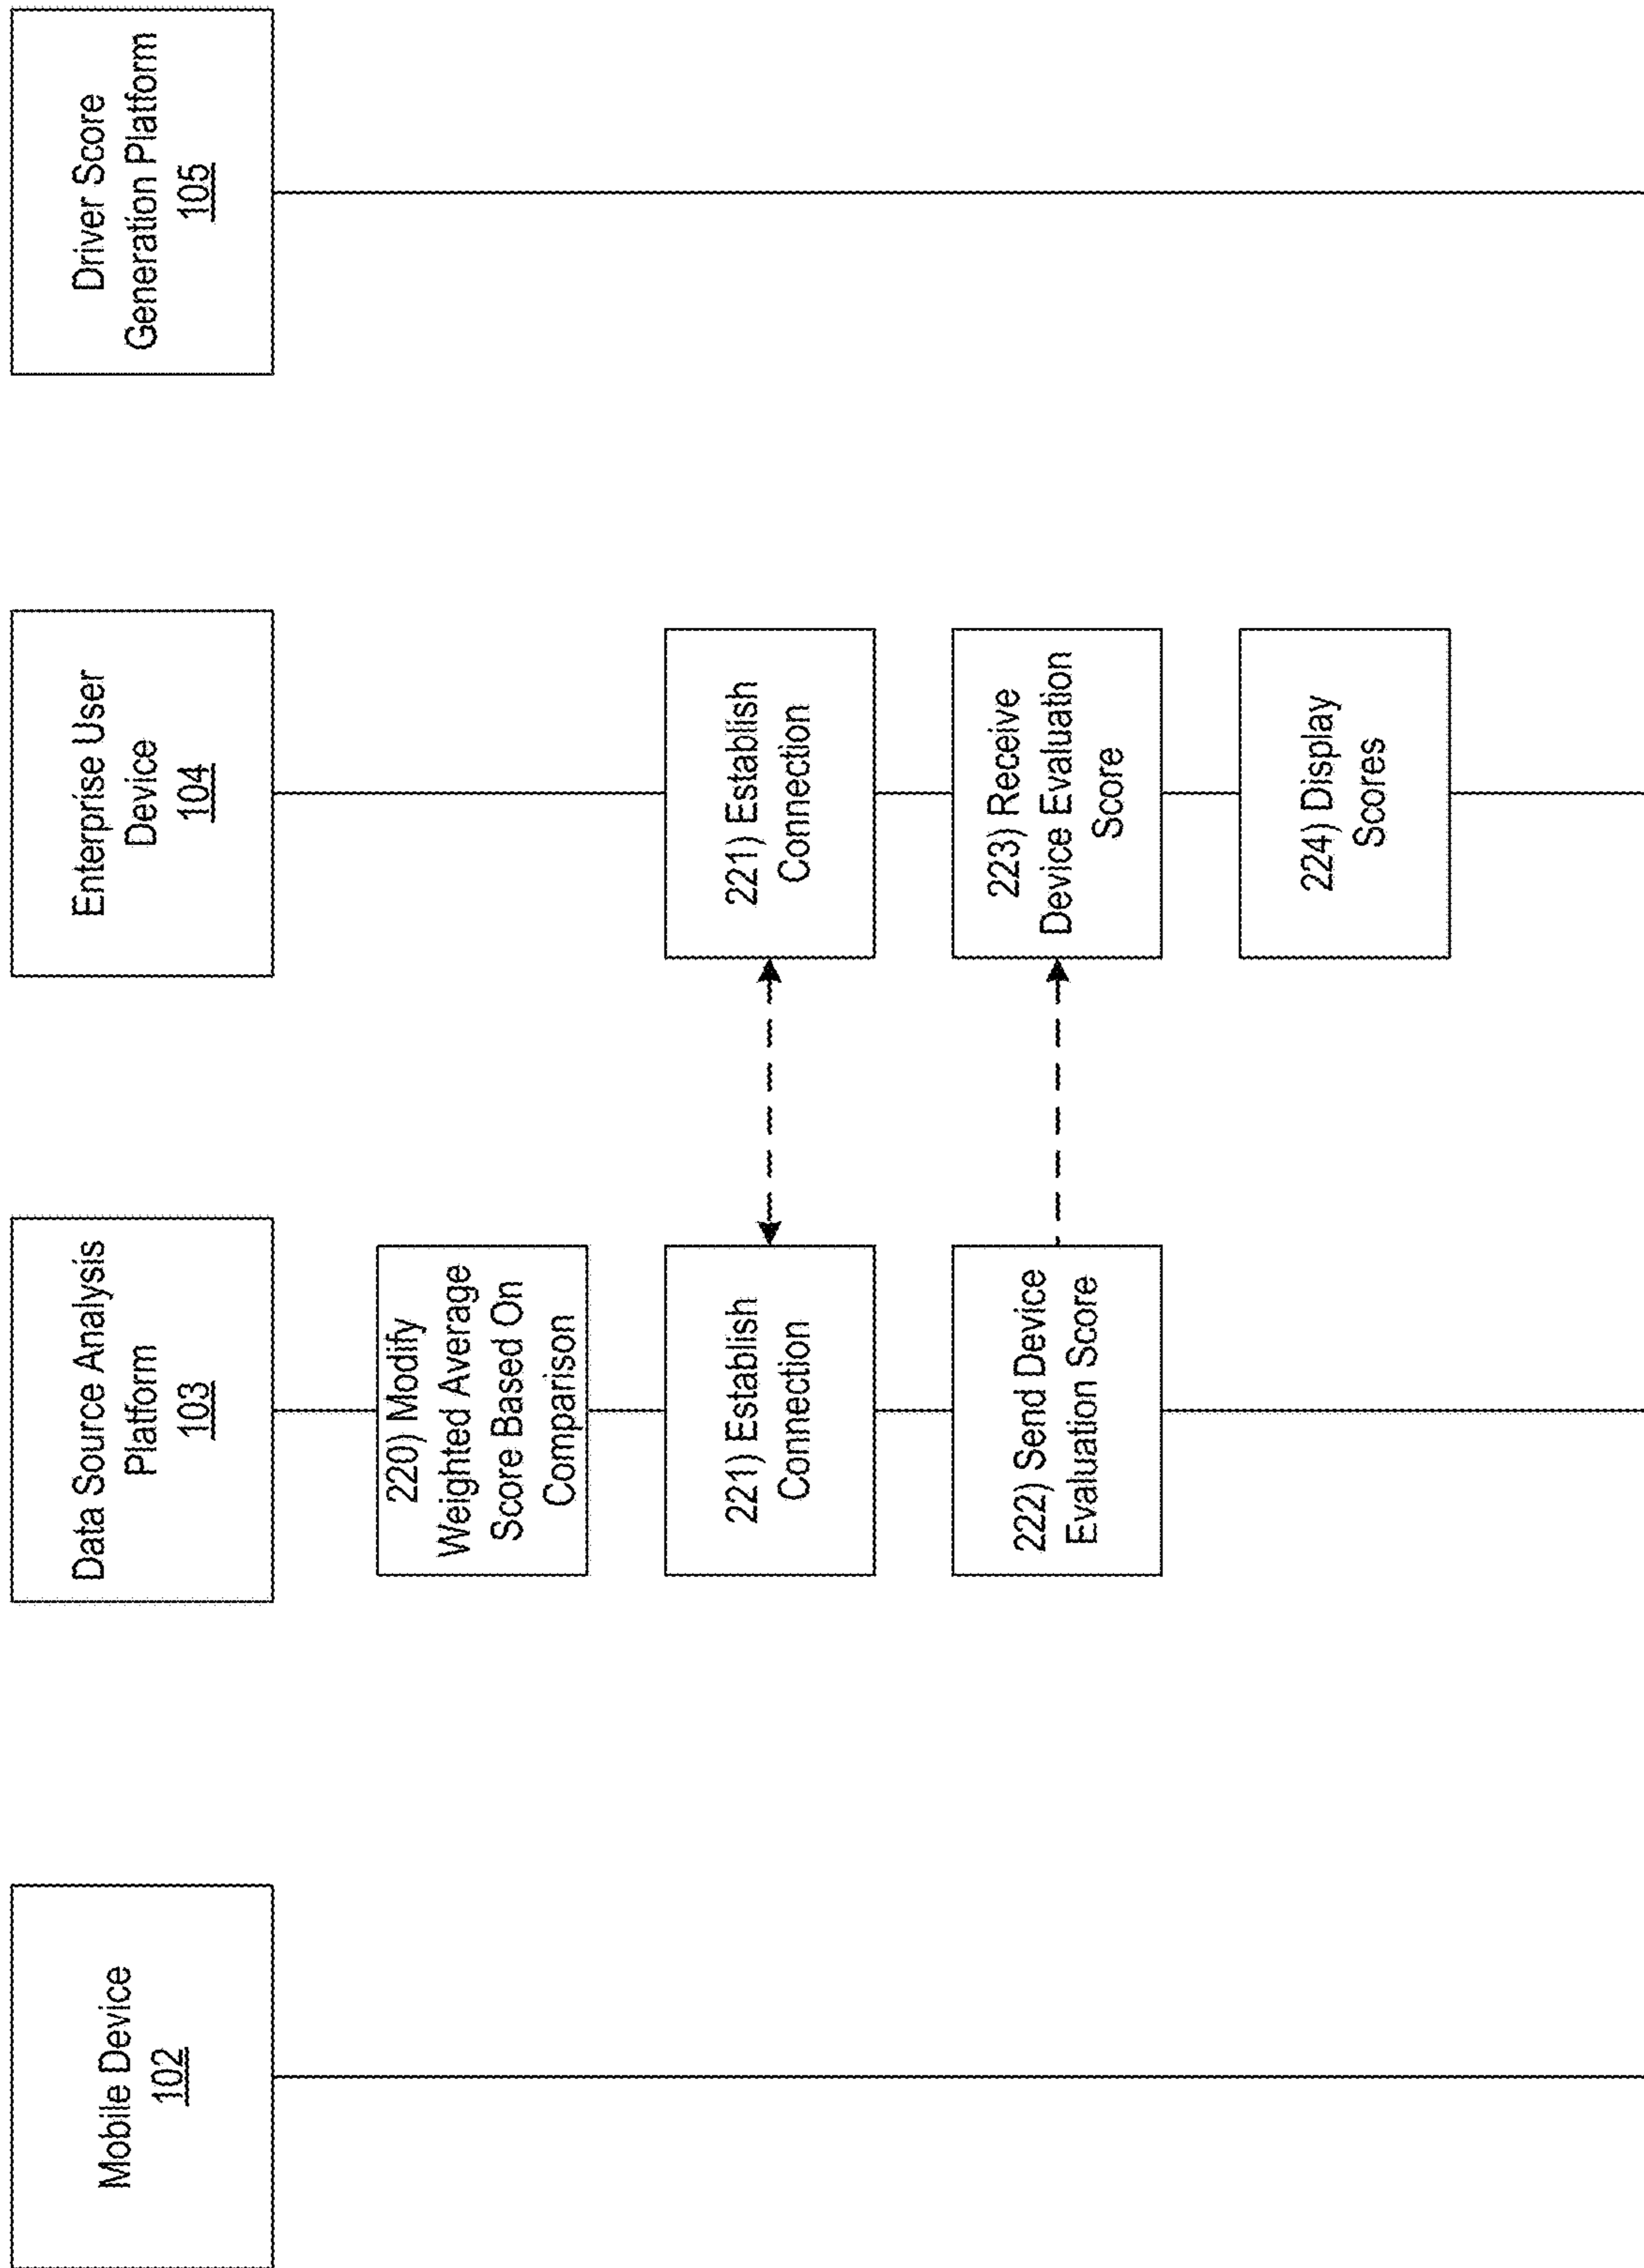 Mobile Device
102
Data Source Analysis
Platform
103
Enterprise User
Device
104
Driver Score
Generation Platform
105
220) Modify
Weighted Average
Score Based On
Comparison
221) Establish
Connection
221) Establish
Connection
222) Send Device
Evaluation Score
223) Receive
Device Evaluation
Score
224) Display
Scores